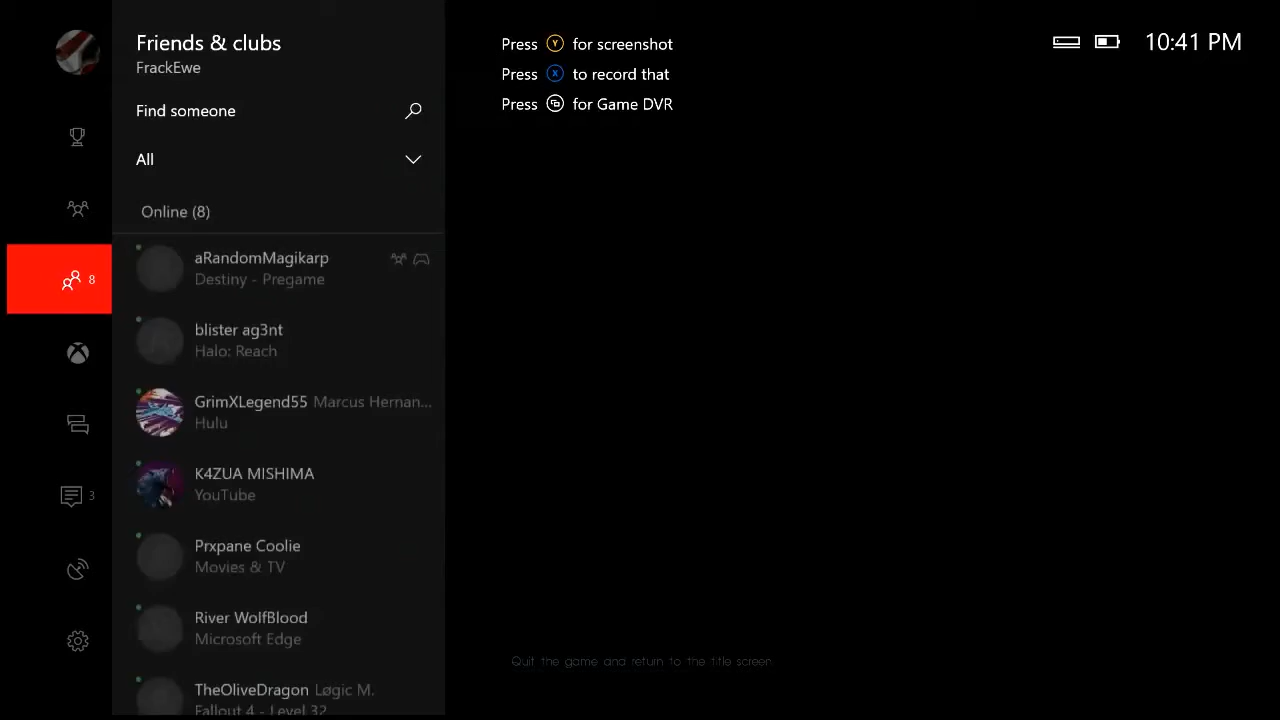 Friends & clubs
FrackEwe
Find someone
All
Online (8)
aRandomMagikarp
Destiny - Pregame
blister ag3nt
Halo: Reach
GrimXLegend55 Marcus Hernan...
Hulu
K4ZUA MISHIMA
YouTube
Prxpane Coolie
Movies & TV
River WolfBlood
Microsoft Edge
TheOliveDragon Løgic M.
Fallout 4 - Level 32
8
3
Press Y for screenshot
Press X to record that
Press for Game DVR
10:41 PM
Quit the game and return to the title screen.